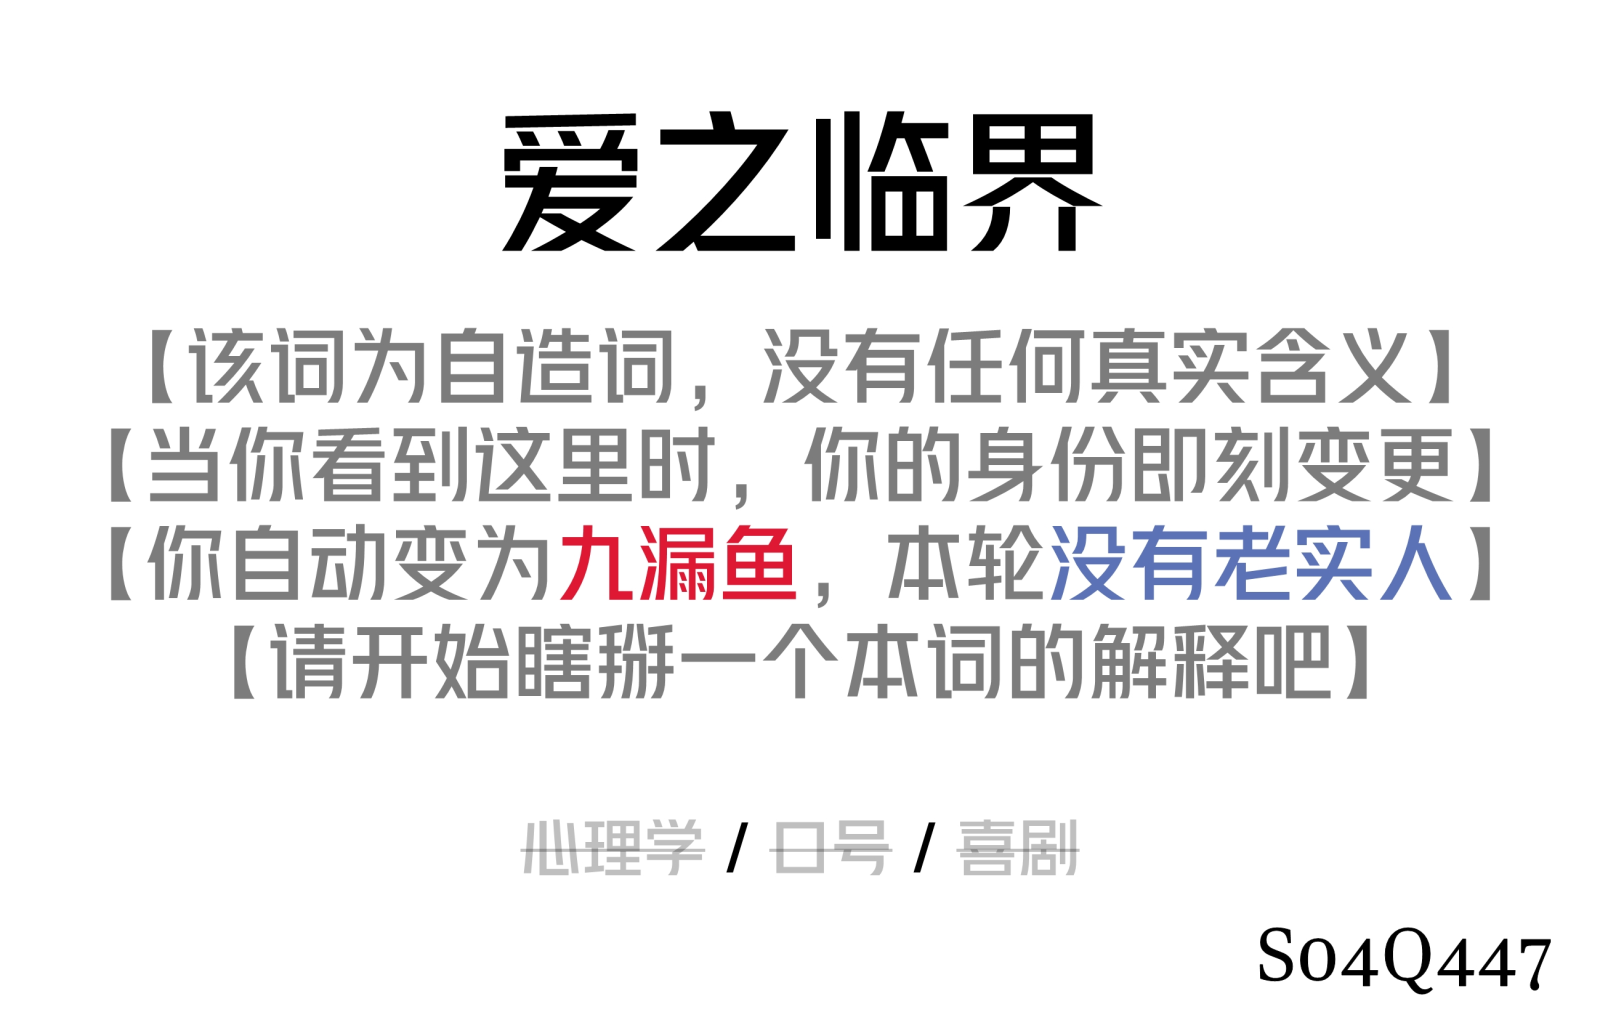 爱之临界
【该词为自造词，没有任何真实含义】
【当你看到这里时，你的身份即刻变更】
【你自动变为九漏鱼，本轮没有老实人】
【请开始瞎掰一个本词的解释吧】
心理学 / 口号 / 喜剧
S04Q447